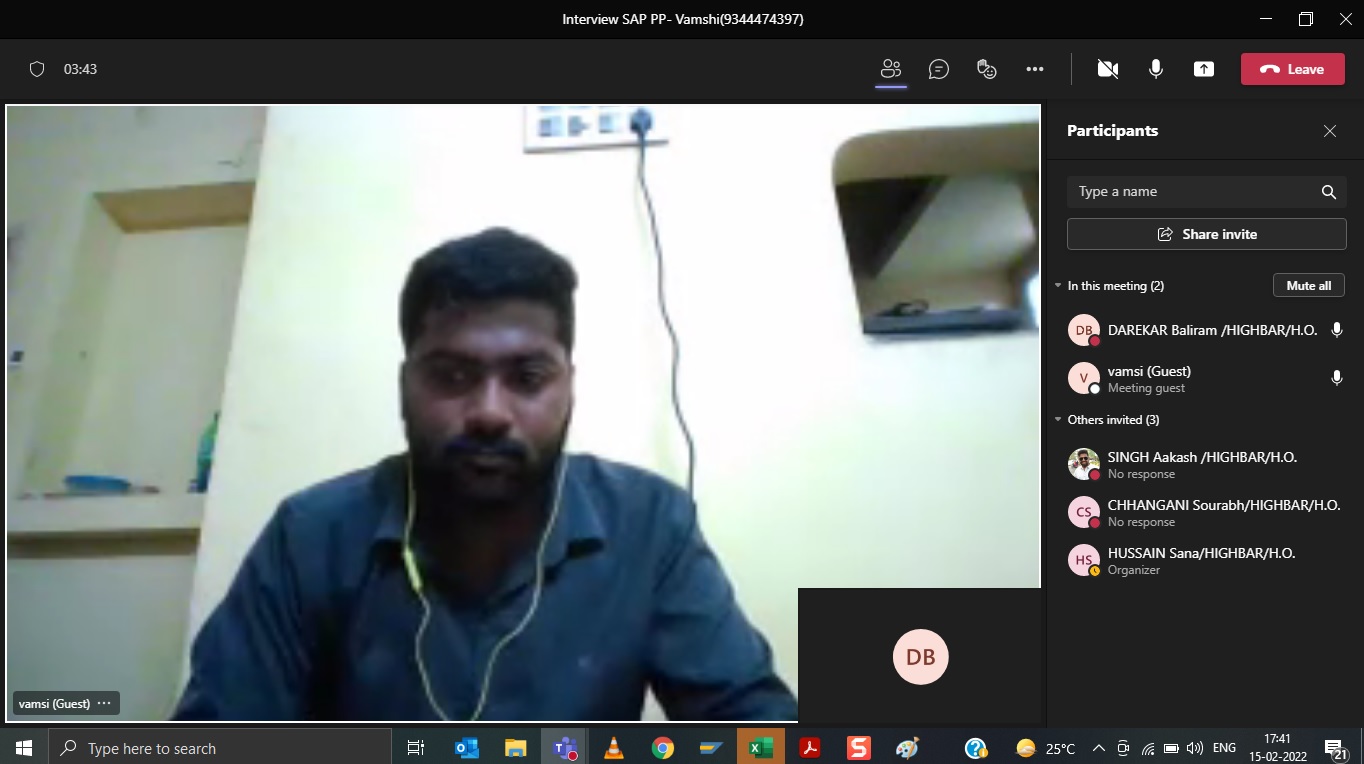 Interview SAP PP- Vamshi(9344474397)
03:43
Leave
Participants
Type a name
Share invite
In this meeting (2)
Mute all
DB
DAREKAR Baliram /HIGHBAR/H.O.
V
vamsi (Guest)
Meeting guest
Others invited (3)
SINGH Aakash /HIGHBAR/H.O.
No response
CS
CHHANGANI Sourabh/HIGHBAR/H.O.
No response
HS
HUSSAIN Sana/HIGHBAR/H.O.
Organizer
DB
vamsi (Guest) ...
Type here to search
25°C
ENG
17:41
15-02-2022
21